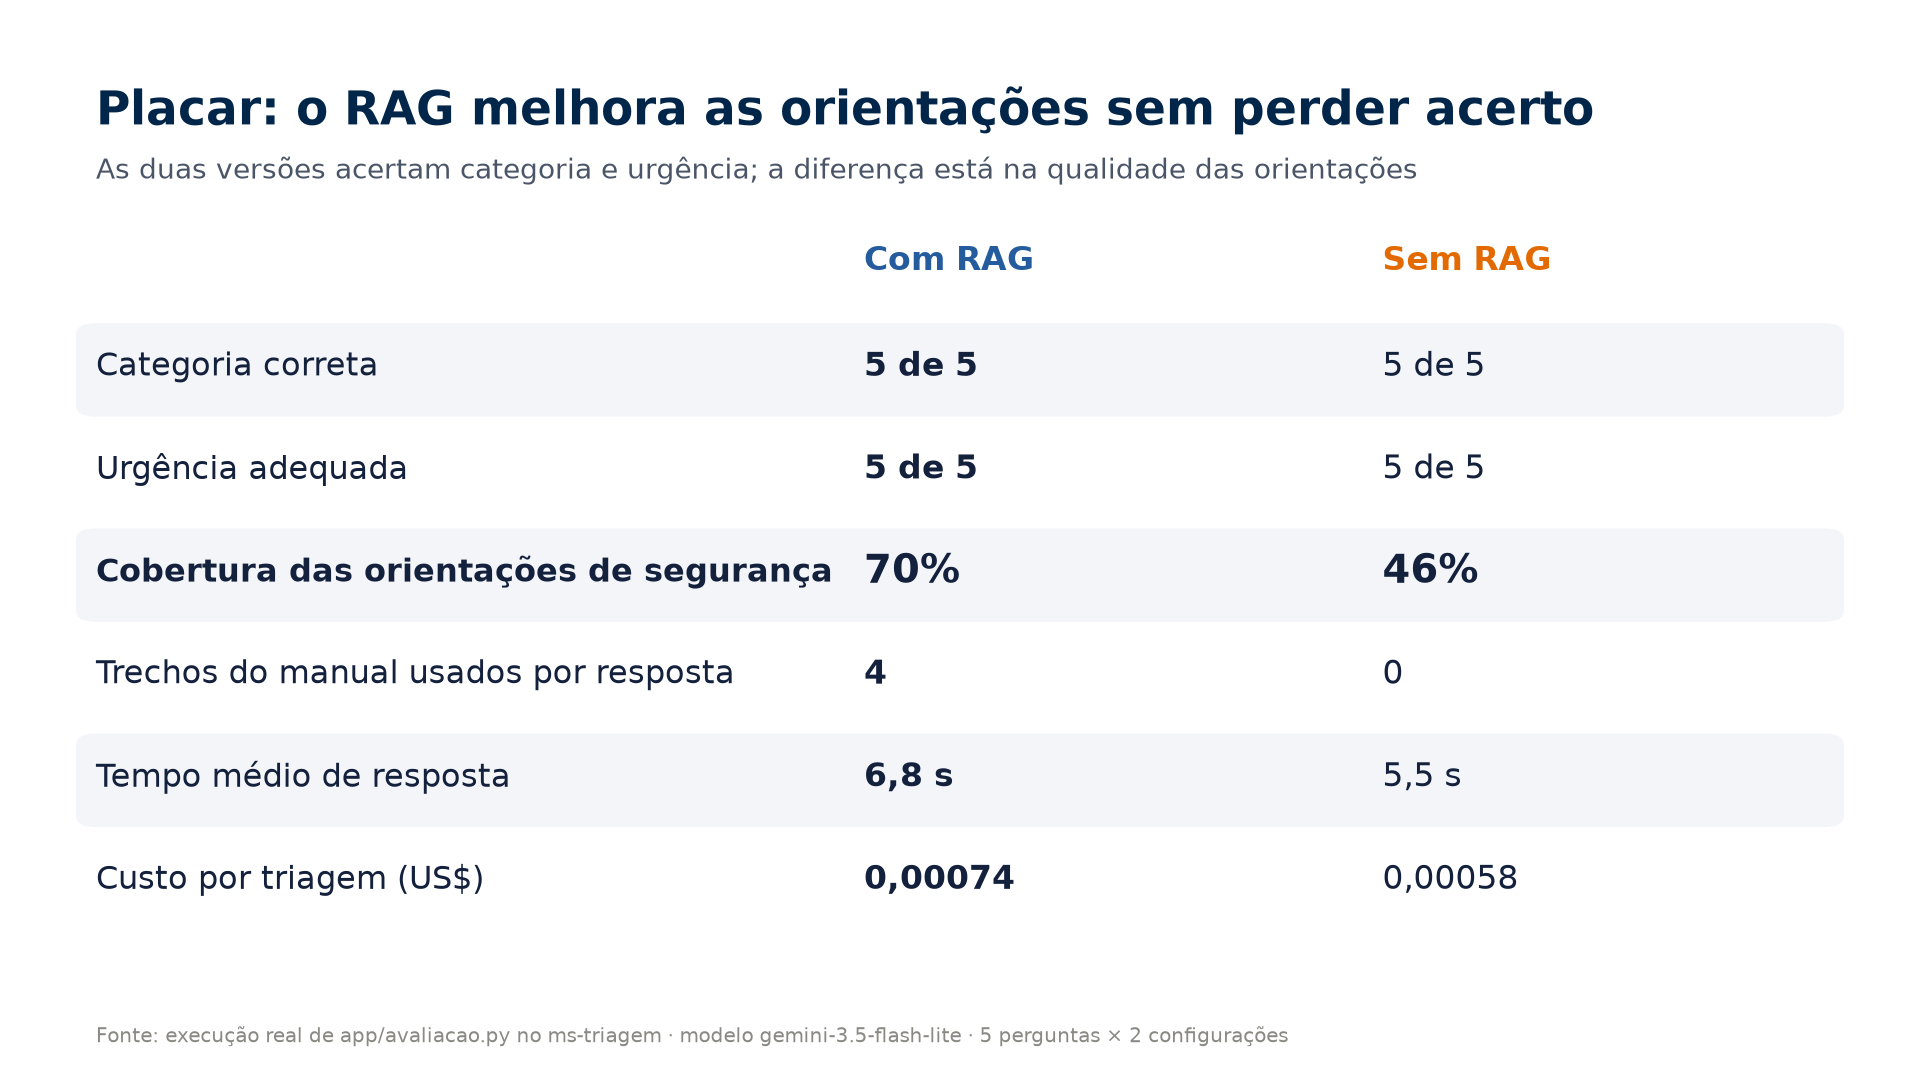 Placar: o RAG melhora as orientações sem perder acerto
As duas versões acertam categoria e urgência; a diferença está na qualidade das orientações
Com RAG Sem RAG
Categoria correta 5 de 5 5 de 5
Urgência adequada 5 de 5 5 de 5
Cobertura das orientações de segurança 70% 46%
Trechos do manual usados por resposta 4 0
Tempo médio de resposta 6,8 s 5,5 s
Custo por triagem (US$) 0,00074 0,00058
Fonte: execução real de app/avaliacao.py no ms-triagem · modelo gemini-3.5-flash-lite · 5 perguntas × 2 configurações